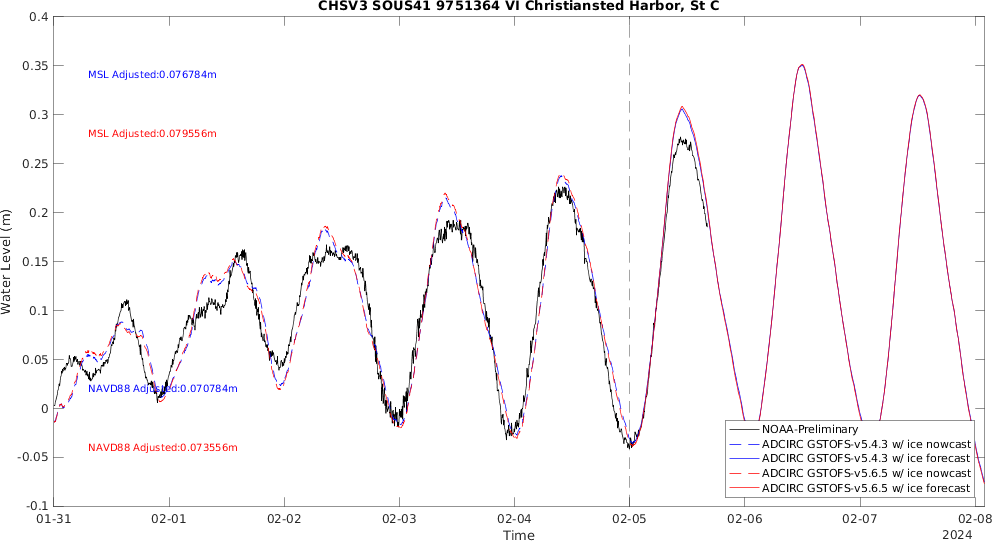 CHSV3 SOUS41 9751364 VI Christiansted Harbor, St C
0.4
0.35
0.3
0.25
0.2
0.15
0.1
0.05
0
-0.05
-0.1
Water Level (m)
MSL Adjusted:0.076784m
MSL Adjusted:0.079556m
NAVD88 Adjusted:0.070784m
NAVD88 Adjusted:0.073556m
NOAA-Preliminary
ADCIRC GSTOFS-v5.4.3 w/ ice nowcast
ADCIRC GSTOFS-v5.4.3 w/ ice forecast
ADCIRC GSTOFS-v5.6.5 w/ ice nowcast
ADCIRC GSTOFS-v5.6.5 w/ ice forecast
01-31 02-01 02-02 02-03 02-04 02-05 02-06 02-07 02-08
Time
2024